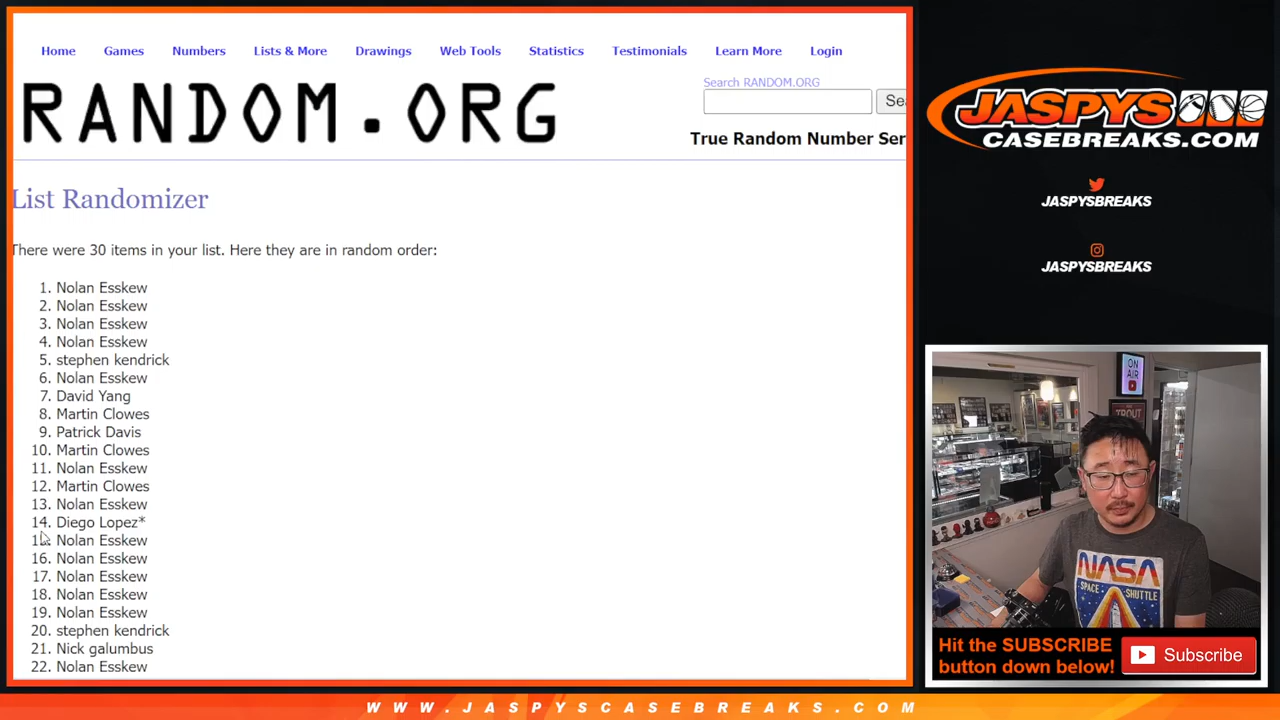 Home Games Numbers Lists & More Drawings Web Tools Statistics Testimonials Learn More Login
RANDOM.ORG
Search RANDOM.ORG
Sea
True Random Number Ser
List Randomizer
There were 30 items in your list. Here they are in random order:
1. Nolan Esskew
2. Nolan Esskew
3. Nolan Esskew
4. Nolan Esskew
5. stephen kendrick
6. Nolan Esskew
7. David Yang
8. Martin Clowes
9. Patrick Davis
10. Martin Clowes
11. Nolan Esskew
12. Martin Clowes
13. Nolan Esskew
14. Diego Lopez*
15. Nolan Esskew
16. Nolan Esskew
17. Nolan Esskew
18. Nolan Esskew
19. Nolan Esskew
20. stephen kendrick
21. Nick galumbus
22. Nolan Esskew
JASPYS
CASEBREAKS.COM
JASPYSBREAKS
JASPYSBREAKS
ON AIR
TROUT
NASA
SPACE SHUTTLE
Hit the SUBSCRIBE
button down below!
Subscribe
WWW.JASPYSCASEBREAKS.COM